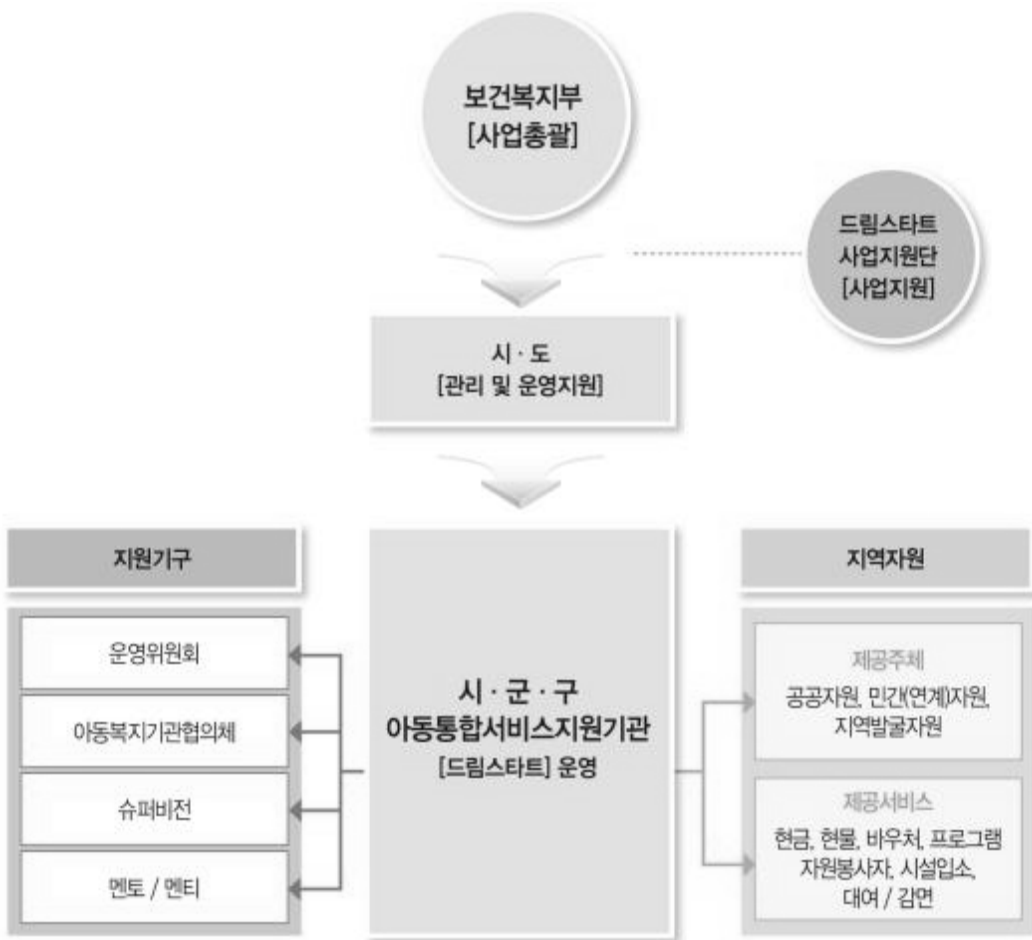 보건복지부
[사업총괄]
드림스타트
사업지원단
[사업지원]
시 · 도
[관리 및 운영지원]
지원기구
운영위원회
아동복지기관협의체
슈퍼비전
멘토 / 멘티
시 · 군 · 구
아동통합서비스지원기관
[드림스타트] 운영
지역자원
제공주체
공공자원, 민간(연계)자원,
지역발굴자원
제공서비스
현금, 현물, 바우처, 프로그램
자원봉사자, 시설입소,
대여 / 감면